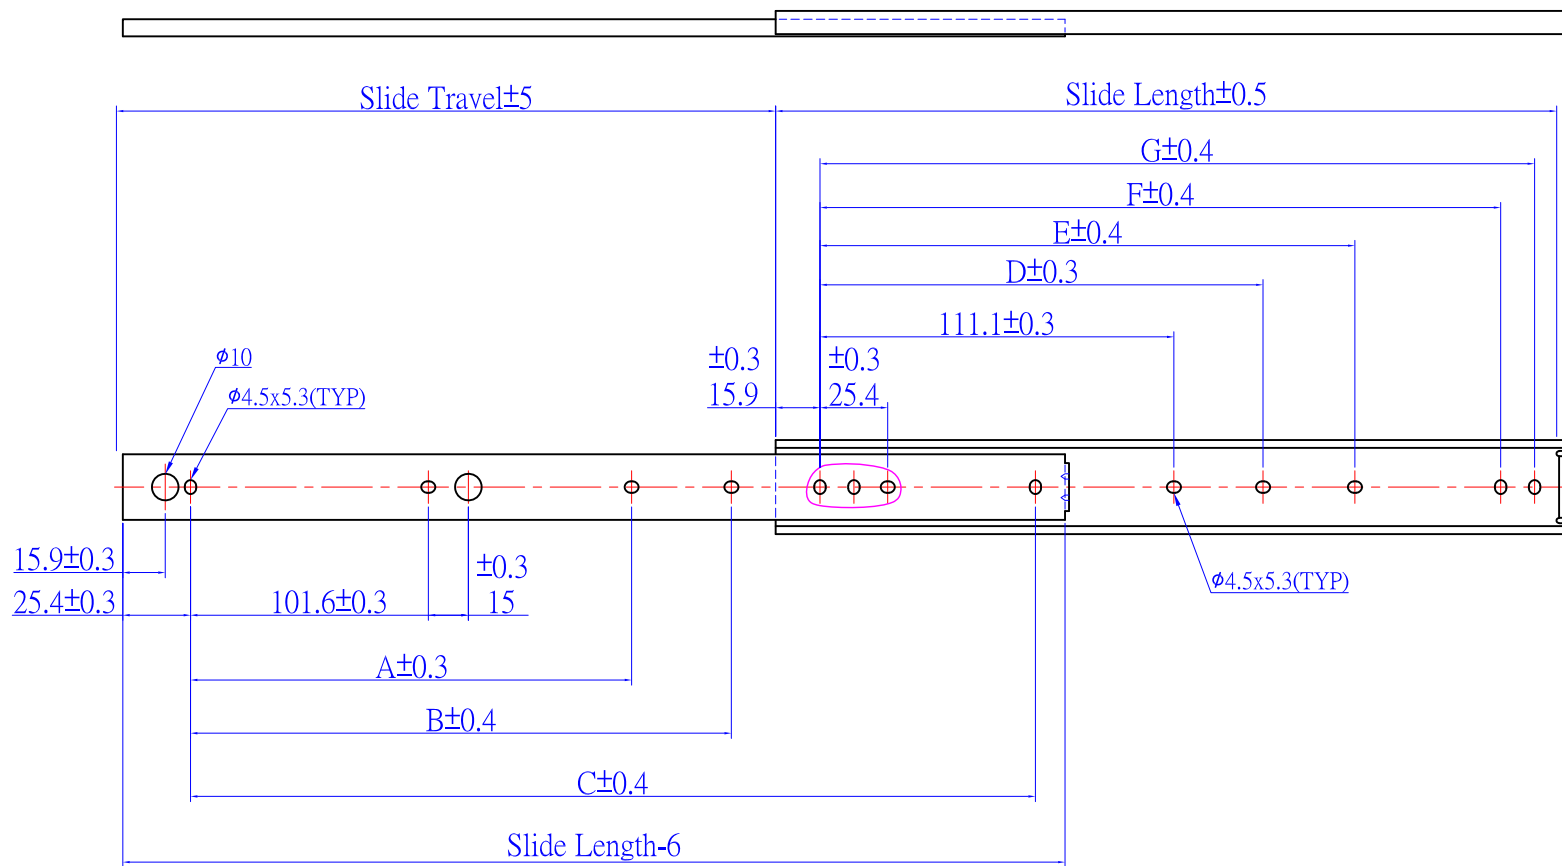 Slide Travel±5
Slide Length±0.5
G±0.4
F±0.4
E±0.4
D±0.3
111.1±0.3
ϕ10
±0.3
15.9
±0.3
25.4
ϕ4.5x5.3(TYP)
15.9±0.3
25.4±0.3
101.6±0.3
±0.3
15
ϕ4.5x5.3(TYP)
A±0.3
B±0.4
C±0.4
Slide Length-6